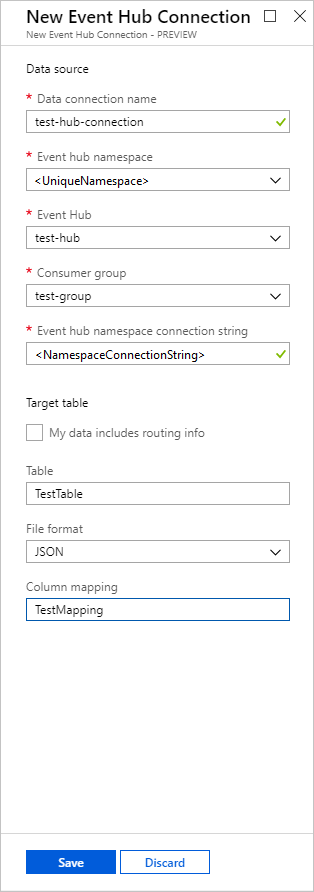 New Event Hub Connection
New Event Hub Connection - PREVIEW
Data source
* Data connection name
test-hub-connection
* Event hub namespace
<UniqueNamespace>
* Event Hub
test-hub
* Consumer group
test-group
* Event hub namespace connection string
<NamespaceConnectionString>
Target table
My data includes routing info
Table
TestTable
File format
JSON
Column mapping
TestMapping
Save Discard